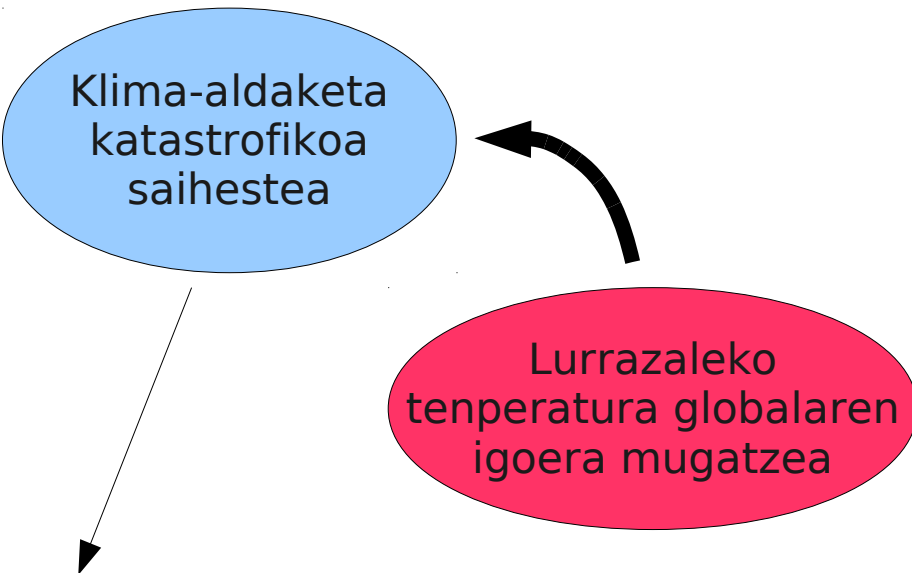 Klima-aldaketa
katastrofikoa
saihestea
Lurrazaleko
tenperatura globalaren
igoera mugatzea